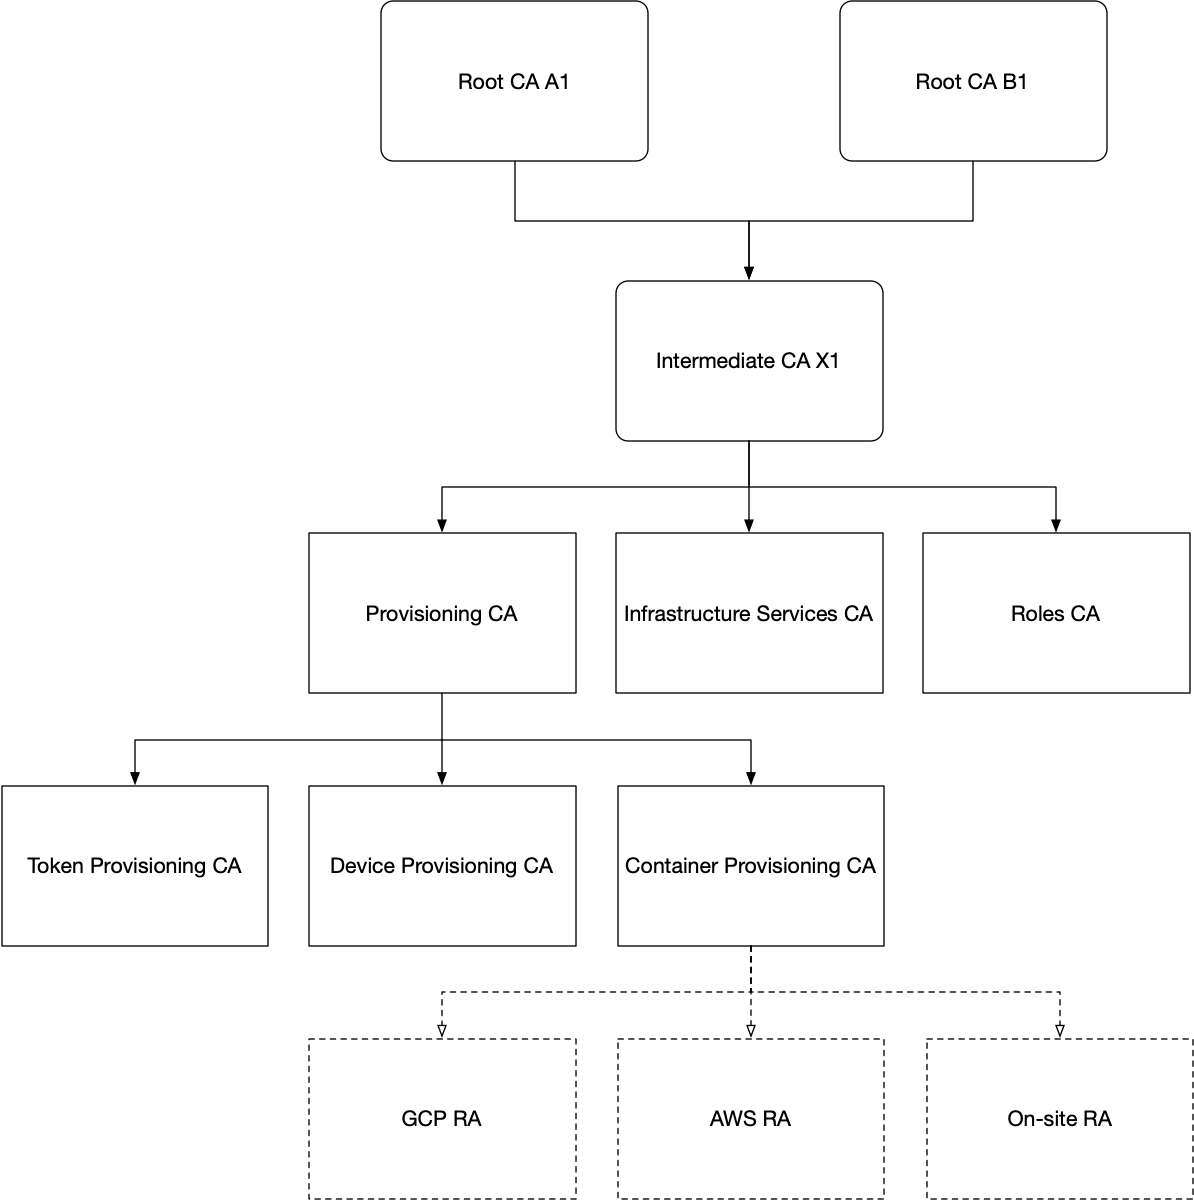 Root CA A1
Root CA B1
Intermediate CA X1
Provisioning CA
Infrastructure Services CA
Roles CA
Token Provisioning CA
Device Provisioning CA
Container Provisioning CA
GCP RA
AWS RA
On-site RA